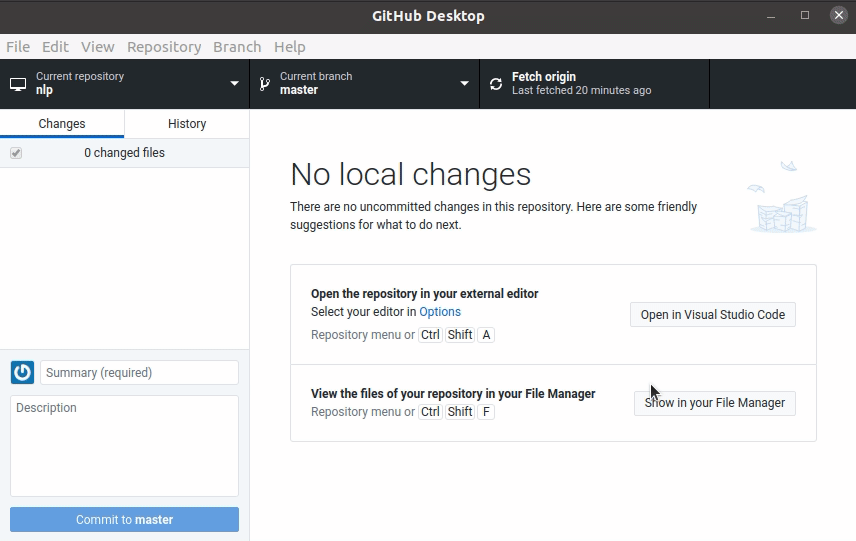 GitHub Desktop
File Edit View Repository Branch Help
Current repository
nlp
Current branch
master
Fetch origin
Last fetched 20 minutes ago
Changes
History
0 changed files
No local changes
There are no uncommitted changes in this repository. Here are some friendly
suggestions for what to do next.
Open the repository in your external editor
Select your editor in Options
Repository menu or Ctrl Shift A
Open in Visual Studio Code
View the files of your repository in your File Manager
Repository menu or Ctrl Shift F
Show in your File Manager
Summary (required)
Description
Commit to master